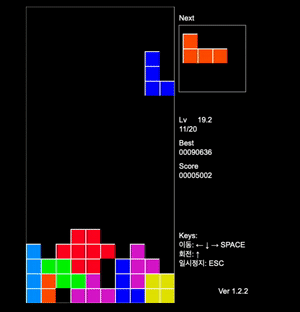 Next
Lv 19.2
11/20
Best
00090636
Score
00005002
Keys:
이동: ← ↓ → SPACE
회전: ↑
일시정지: ESC
Ver 1.2.2